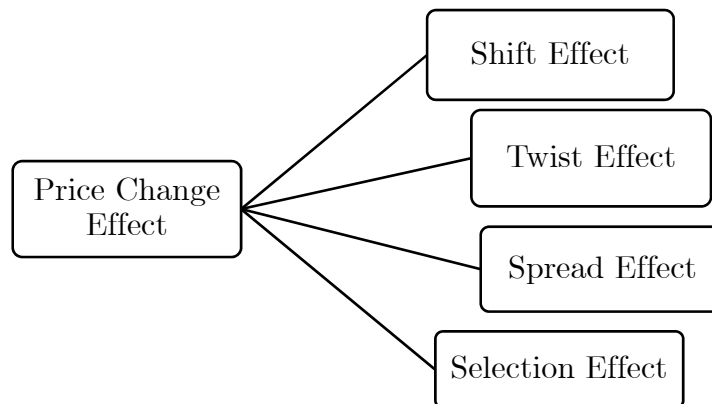 Shift Effect
Twist Effect
Price Change
Effect
Spread Effect
Selection Effect